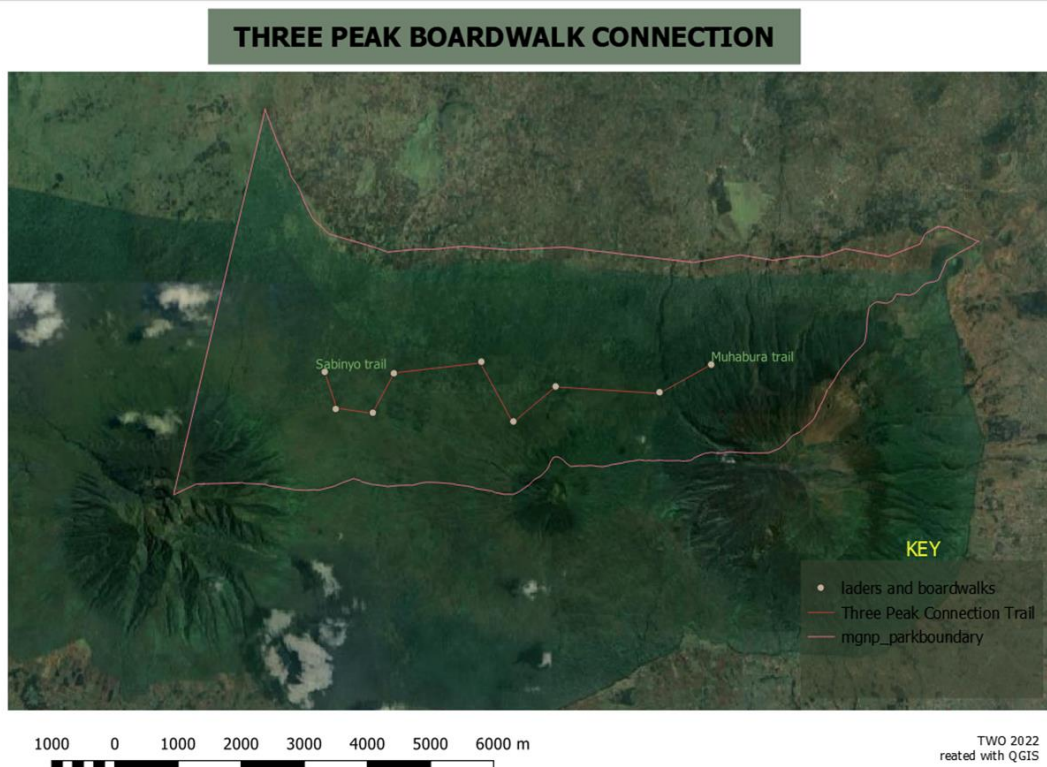 THREE PEAK BOARDWALK CONNECTION
Sabinyo trail
Muhabura trail
KEY
laders and boardwalks
Three Peak Connection Trail
mgnp_parkboundary
1000 0 1000 2000 3000 4000 5000 6000 m
TWO 2022
reated with QGIS